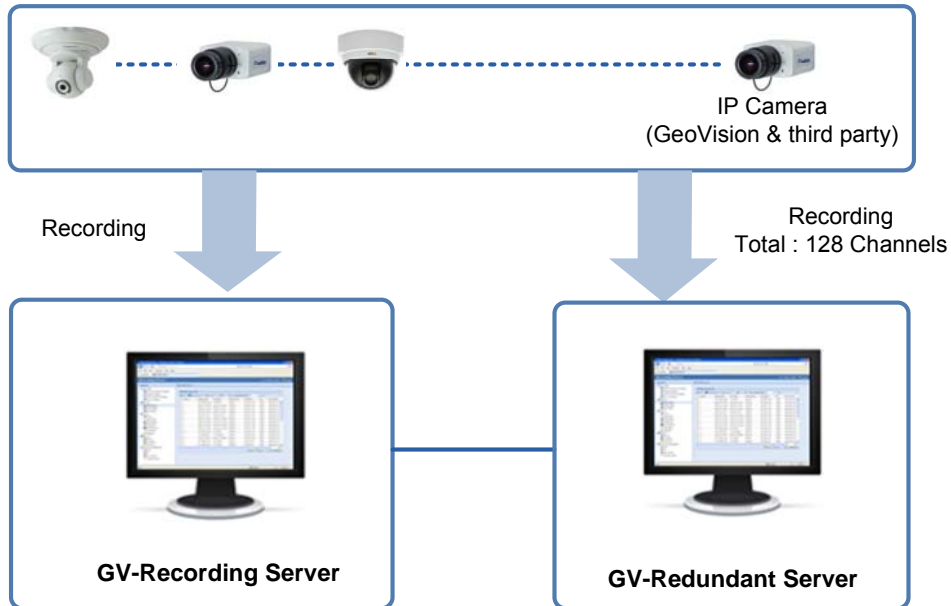 IP Camera
(GeoVision & third party)
Recording
Recording
Total : 128 Channels
GV-Recording Server
GV-Redundant Server